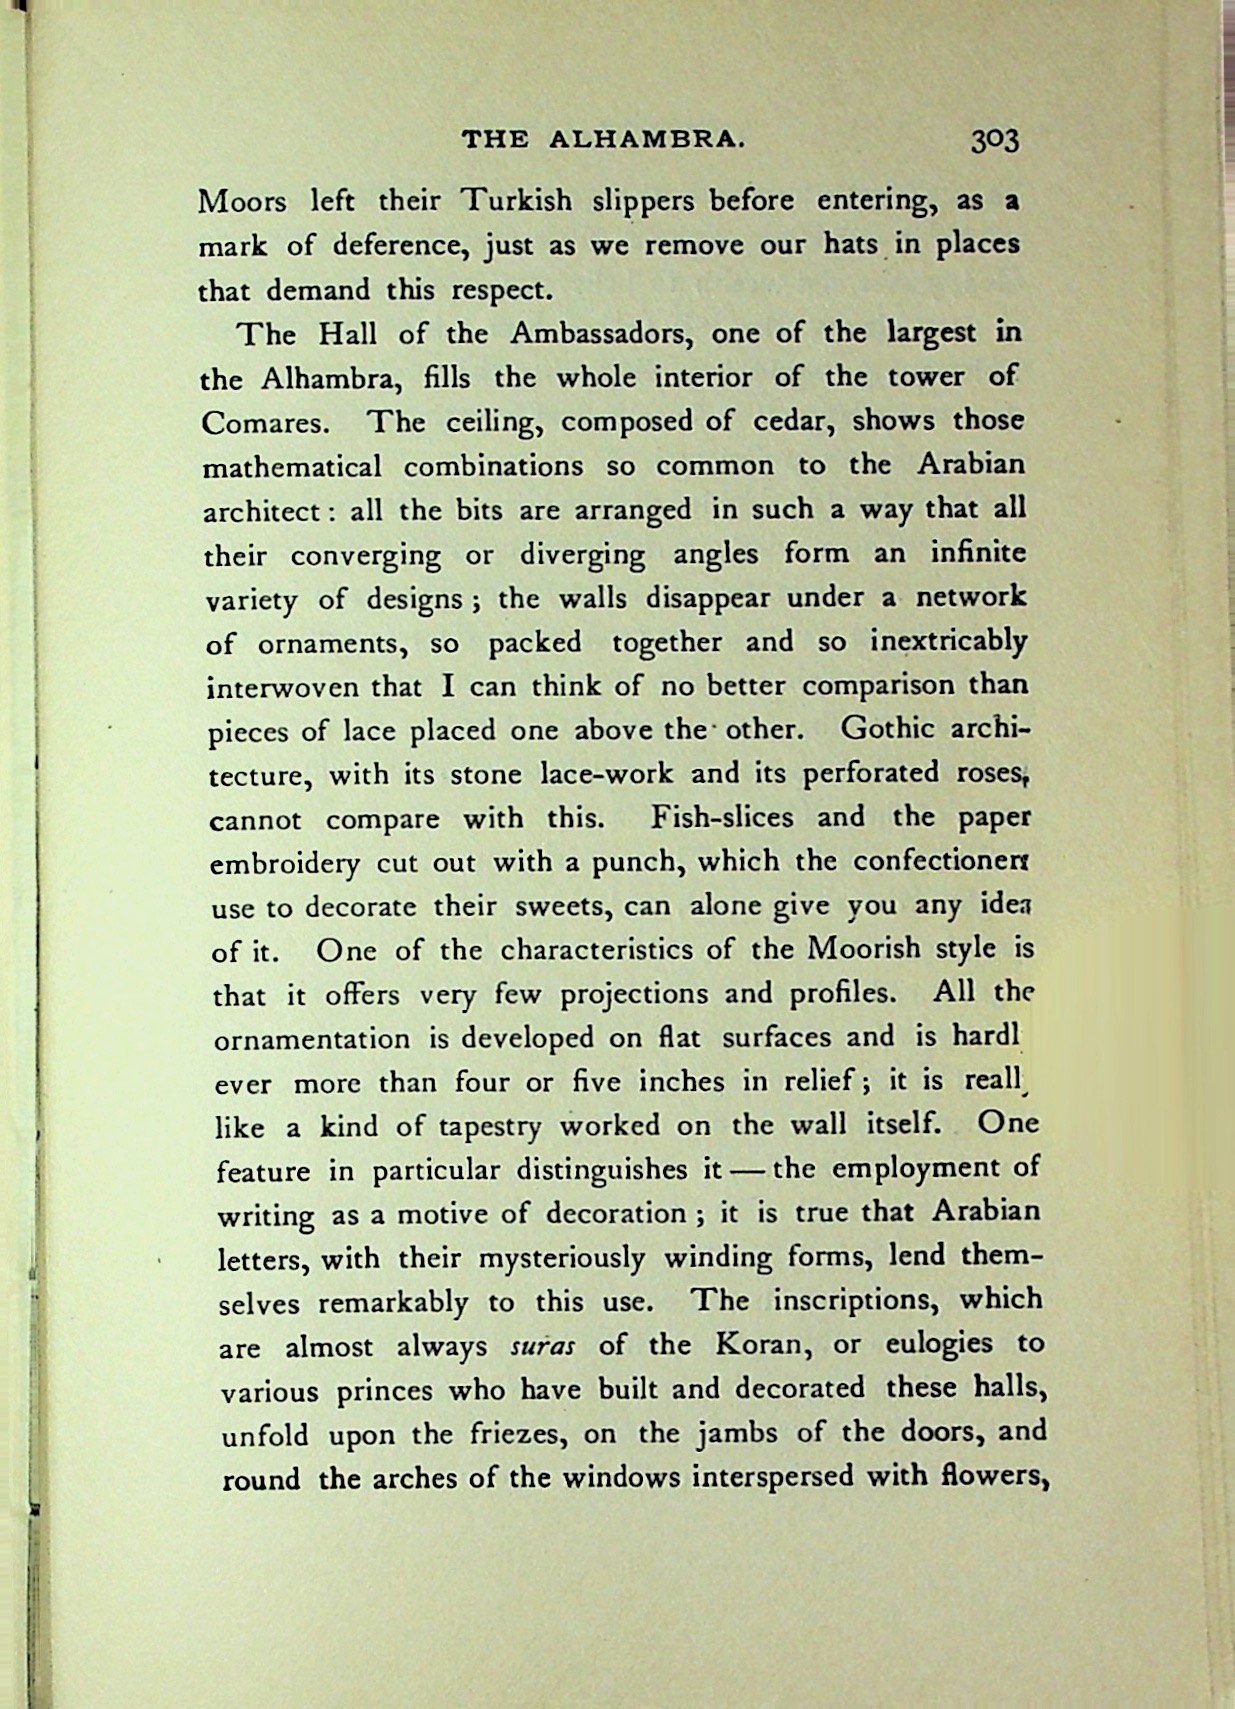 THE ALHAMBRA. 303
Moors left their Turkish slippers before entering, as a
mark of deference, just as we remove our hats in places
that demand this respect.
The Hall of the Ambassadors, one of the largest in
the Alhambra, fills the whole interior of the tower of
Comares. The ceiling, composed of cedar, shows those
mathematical combinations so common to the Arabian
architect : all the bits are arranged in such a way that all
their converging or diverging angles form an infinite
variety of designs ; the walls disappear under a network
of ornaments, so packed together and so inextricably
interwoven that I can think of no better comparison than
pieces of lace placed one above the other. Gothic archi-
tecture, with its stone lace-work and its perforated roses,
cannot compare with this. Fish-slices and the paper
embroidery cut out with a punch, which the confectioners
use to decorate their sweets, can alone give you any idea
of it. One of the characteristics of the Moorish style is
that it offers very few projections and profiles. All the
ornamentation is developed on flat surfaces and is hardl
ever more than four or five inches in relief ; it is reall
like a kind of tapestry worked on the wall itself. One
feature in particular distinguishes it — the employment of
writing as a motive of decoration ; it is true that Arabian
letters, with their mysteriously winding forms, lend them-
selves remarkably to this use. The inscriptions, which
are almost always suras of the Koran, or eulogies to
various princes who have built and decorated these halls,
unfold upon the friezes, on the jambs of the doors, and
round the arches of the windows interspersed with flowers,